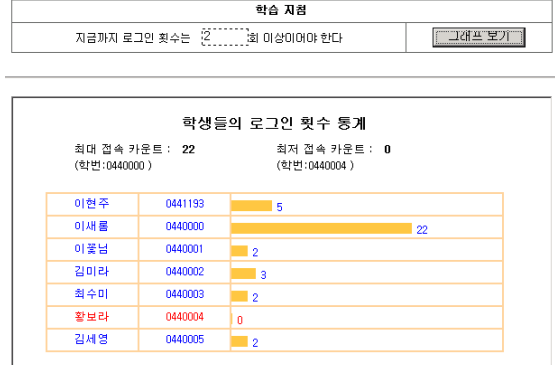 학습 지침
지금까지 로그인 횟수는 2 회 이상이어야 한다 그래프 보기
학생들의 로그인 횟수 통계
최대 접속 카운트 : 22 최저 접속 카운트 : 0
(학번:0440000 ) (학번:0440004 )
이현주 0441193 5
이새롬 0440000 22
이꽃님 0440001 2
김미라 0440002 3
최수미 0440003 2
황보라 0440004 0
김세영 0440005 2